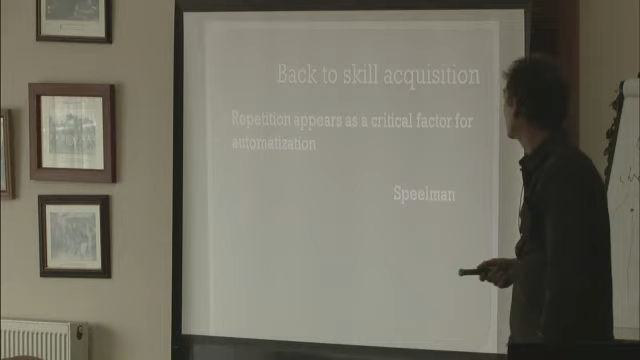 Back to skill acquisition
Repetition appears as a critical factor for
automatization
Speelman